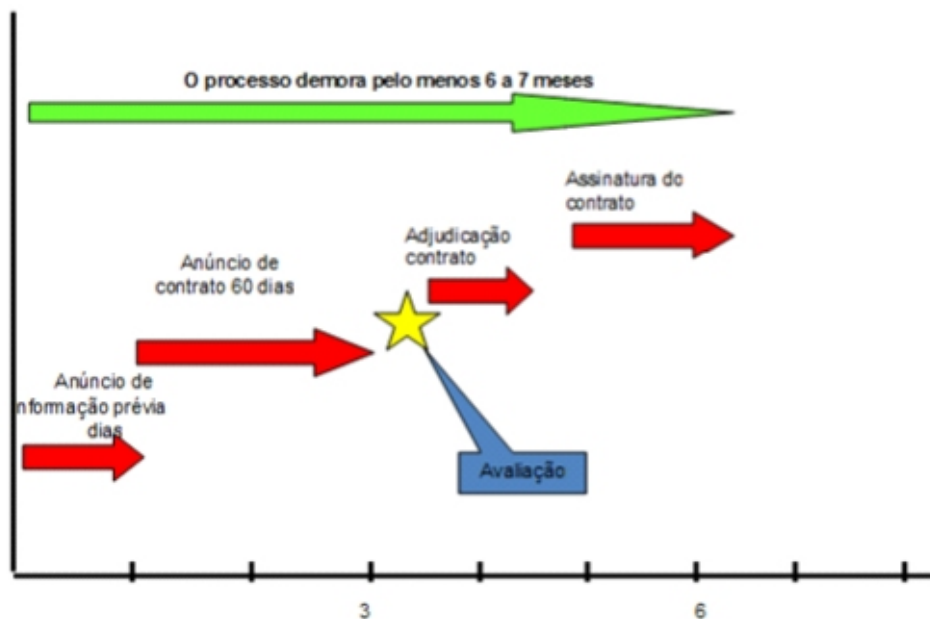 O processo demora pelo menos 6 a 7 meses
Assinatura do
contrato
Adjudicação
contrato
Anúncio de
contrato 60 dias
Anúncio de
nformação prévia
dias
Avaliação
3
6